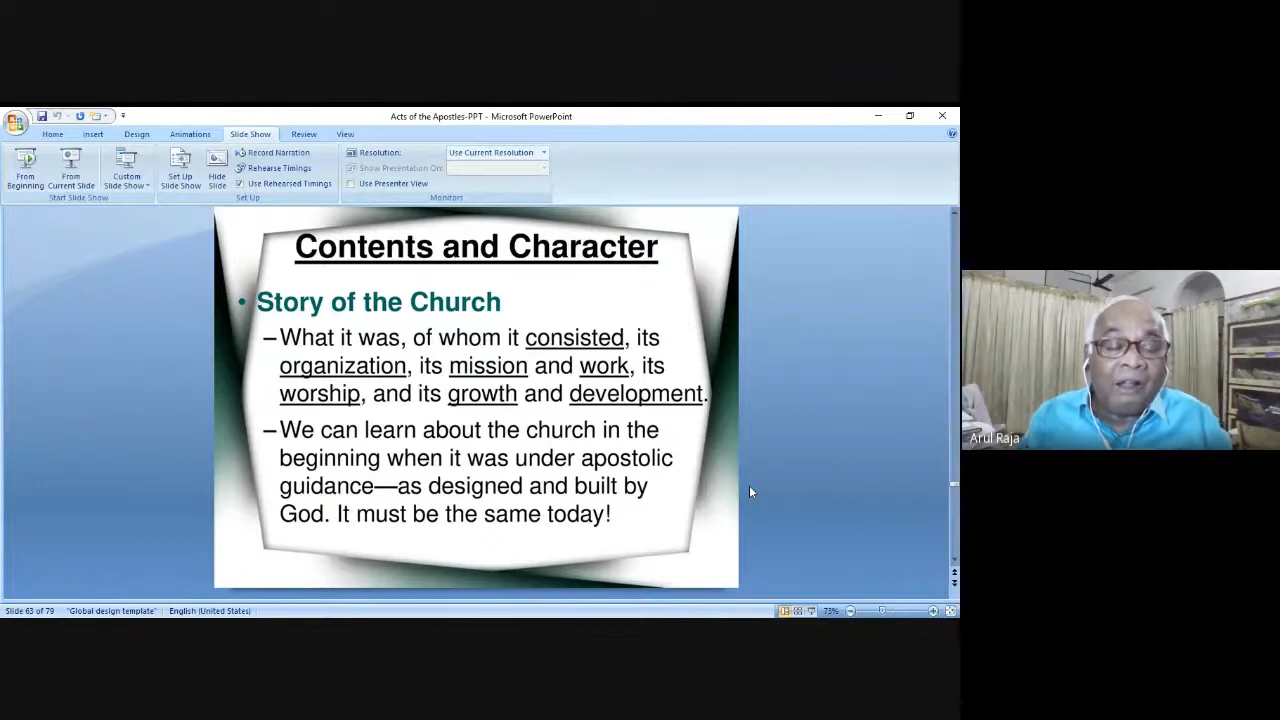 Acts of the Apostles-PPT - Microsoft PowerPoint
Home Insert Design Animations Slide Show Review View
From Beginning
From Current Slide
Custom Slide Show
Start Slide Show
Set Up Slide Show
Hide Slide
Record Narration
Rehearse Timings
Use Rehearsed Timings
Set Up
Resolution: Use Current Resolution
Show Presentation On:
Use Presenter View
Monitors
Contents and Character
• Story of the Church
–What it was, of whom it consisted, its
organization, its mission and work, its
worship, and its growth and development.
–We can learn about the church in the
beginning when it was under apostolic
guidance—as designed and built by
God. It must be the same today!
Arul Raja
Slide 63 of 79 "Global design template" English (United States) 73%